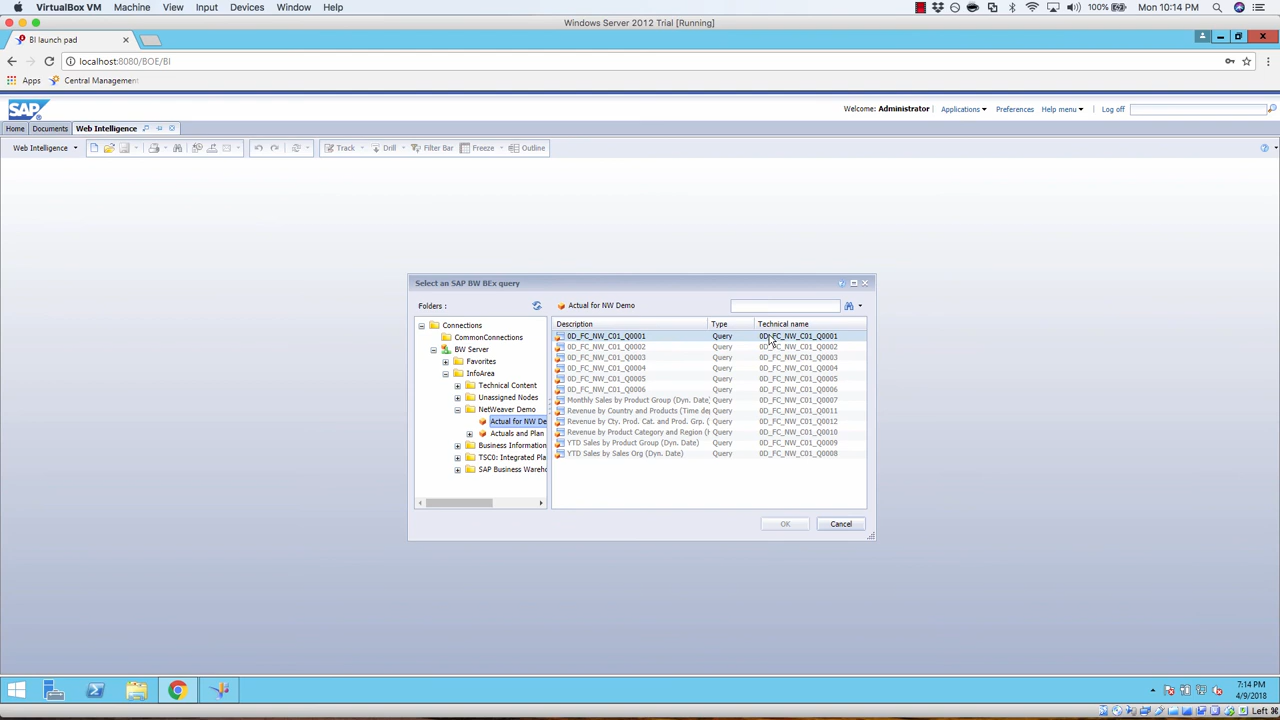 VirtualBox VM Machine View Input Devices Window Help 100% Mon 10:14 PM
Windows Server 2012 Trial [Running]
BI launch pad
localhost:8080/BOE/BI
Apps Central Management
SAP Welcome: Administrator Applications Preferences Help menu Log off
Home Documents Web Intelligence
Web Intelligence Track Drill Filter Bar Freeze Outline
Select an SAP BW BEx query
Folders : Actual for NW Demo
Description Type Technical name
Connections
CommonConnections
BW Server
Favorites
InfoArea
Technical Content
Unassigned Nodes
NetWeaver Demo
Actual for NW De
Actuals and Plan
Business Information
TSC0: Integrated Pla
SAP Business Wareho
0D_FC_NW_C01_Q0001 Query 0D_FC_NW_C01_Q0001
0D_FC_NW_C01_Q0002 Query 0D_FC_NW_C01_Q0002
0D_FC_NW_C01_Q0003 Query 0D_FC_NW_C01_Q0003
0D_FC_NW_C01_Q0004 Query 0D_FC_NW_C01_Q0004
0D_FC_NW_C01_Q0005 Query 0D_FC_NW_C01_Q0005
0D_FC_NW_C01_Q0006 Query 0D_FC_NW_C01_Q0006
Monthly Sales by Product Group (Dyn. Date) Query 0D_FC_NW_C01_Q0007
Revenue by Country and Products (Time de Query 0D_FC_NW_C01_Q0011
Revenue by Cty. Prod. Cat. and Prod. Grp. ( Query 0D_FC_NW_C01_Q0012
Revenue by Product Category and Region (H Query 0D_FC_NW_C01_Q0010
YTD Sales by Product Group (Dyn. Date) Query 0D_FC_NW_C01_Q0009
YTD Sales by Sales Org (Dyn. Date) Query 0D_FC_NW_C01_Q0008
OK Cancel
7:14 PM
4/9/2018
Left ⌘